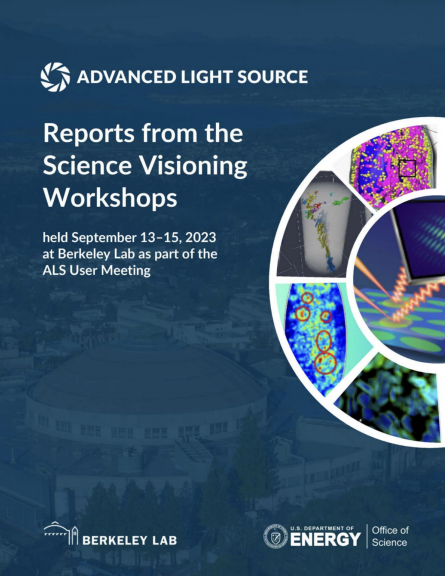 ADVANCED LIGHT SOURCE
Reports from the
Science Visioning
Workshops
held September 13–15, 2023
at Berkeley Lab as part of the
ALS User Meeting
BERKELEY LAB
U.S. DEPARTMENT OF
ENERGY
Office of
Science